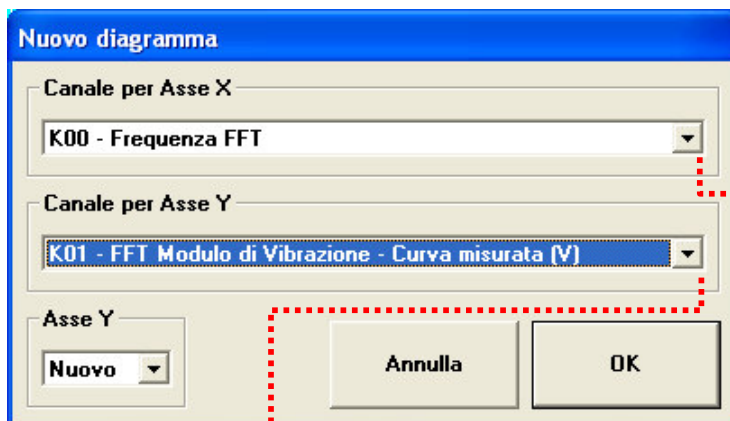 Nuovo diagramma
Canale per Asse X
K00 - Frequenza FFT
Canale per Asse Y
K01 - FFT Modulo di Vibrazione - Curva misurata (V)
Asse Y
Nuovo
Annulla
OK